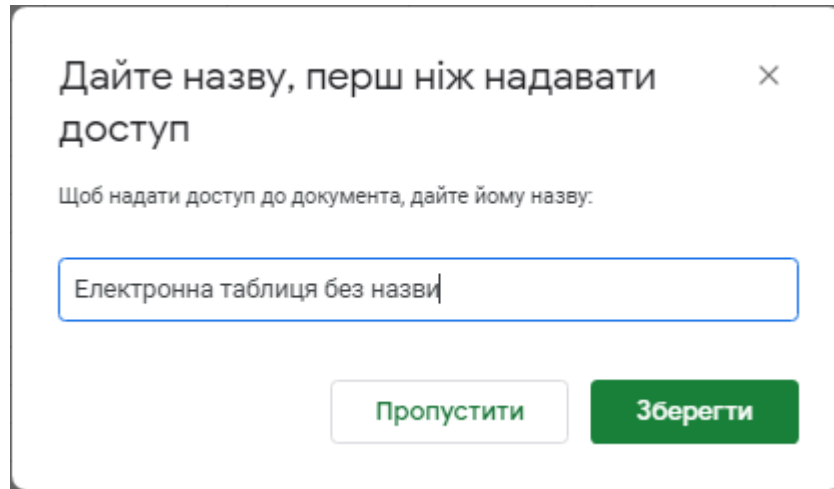 Дайте назву, перш ніж надавати
доступ
Щоб надати доступ до документа, дайте йому назву:
Електронна таблиця без назви
Пропустити Зберегти